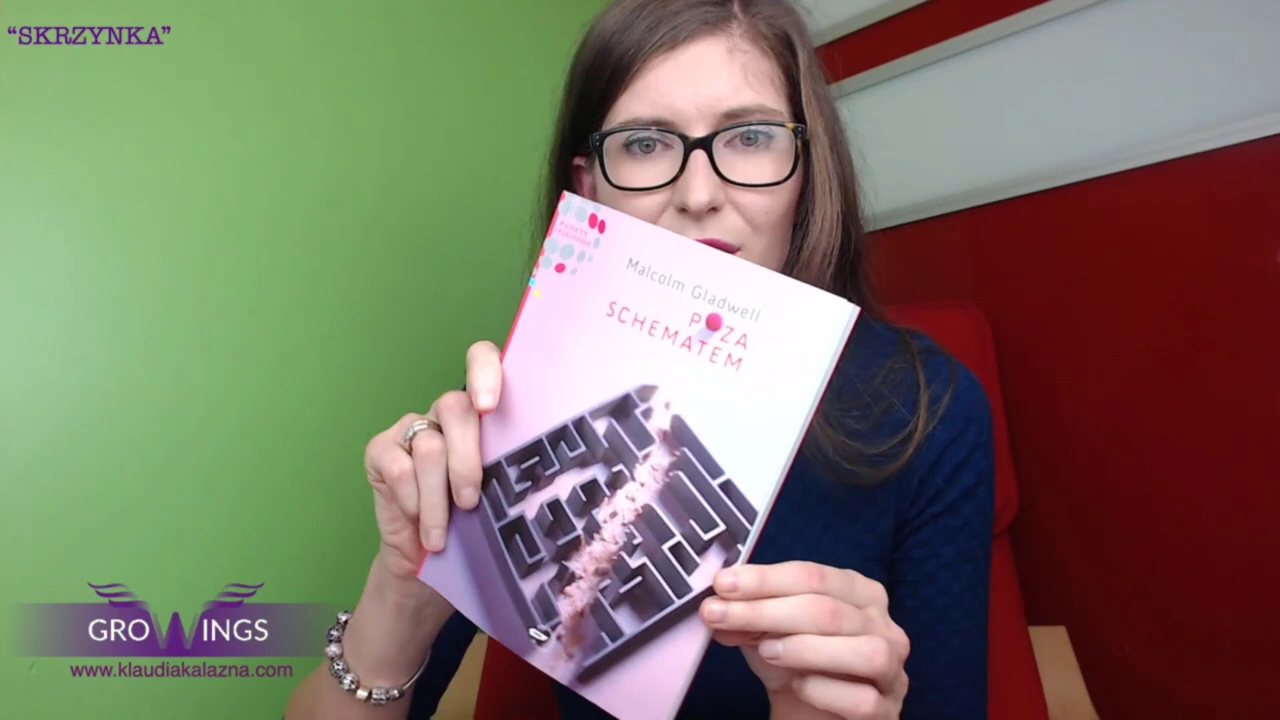 “SKRZYNKA”
Malcolm Gladwell
POZA
SCHEMATEM
GROWINGS
www.klaudiakalazna.com